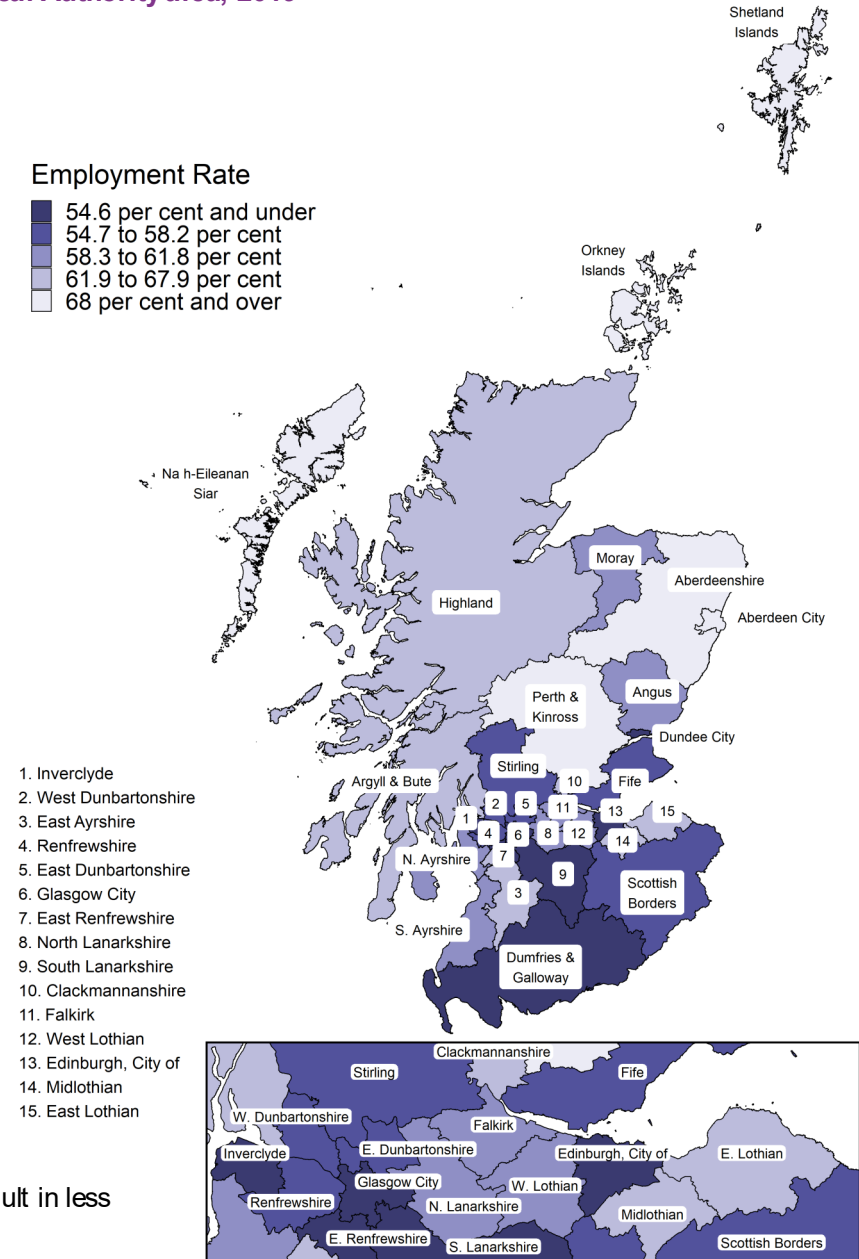 Authority area, 2019
Shetland
Islands
Employment Rate
54.6 per cent and under
54.7 to 58.2 per cent
58.3 to 61.8 per cent
61.9 to 67.9 per cent
68 per cent and over
Orkney
Islands
Na h-Eileanan
Siar
Moray
Aberdeenshire
Highland
Aberdeen City
Perth &
Kinross
Angus
Dundee City
Stirling
Argyll & Bute
10
Fife
2
5
11
13
15
1
4
6
8
12
14
7
N. Ayrshire
9
3
Scottish
Borders
S. Ayrshire
Dumfries &
Galloway
1. Inverclyde
2. West Dunbartonshire
3. East Ayrshire
4. Renfrewshire
5. East Dunbartonshire
6. Glasgow City
7. East Renfrewshire
8. North Lanarkshire
9. South Lanarkshire
10. Clackmannanshire
11. Falkirk
12. West Lothian
13. Edinburgh, City of
14. Midlothian
15. East Lothian
Clackmannanshire
Stirling
Fife
W. Dunbartonshire
Falkirk
Inverclyde
E. Dunbartonshire
Edinburgh, City of
E. Lothian
Glasgow City
W. Lothian
Renfrewshire
N. Lanarkshire
Midlothian
E. Renfrewshire
S. Lanarkshire
Scottish Borders
ult in less